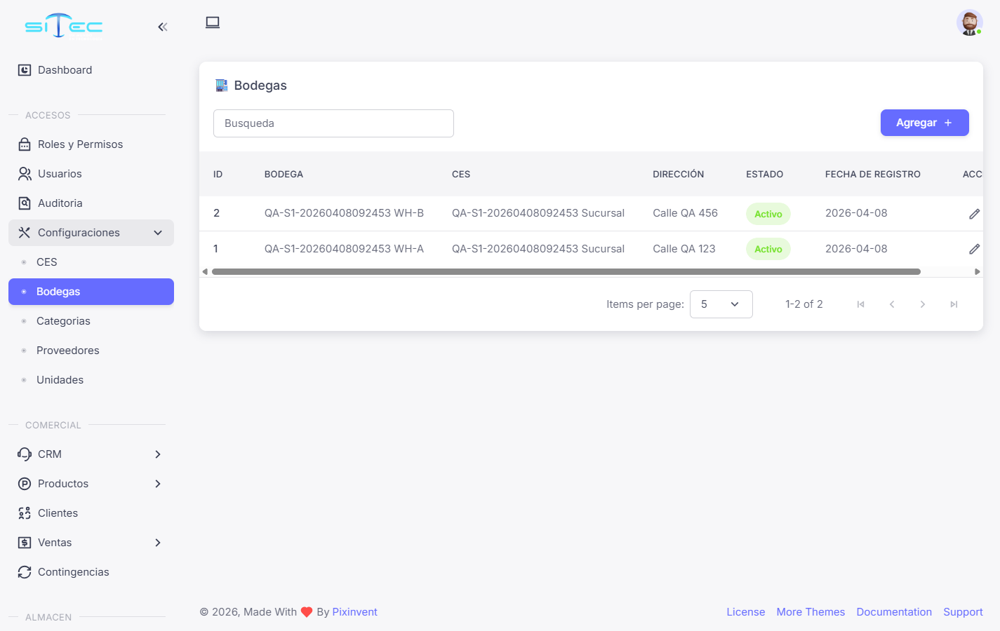 SITEC
Dashboard
ACCESOS
Roles y Permisos
Usuarios
Auditoria
Configuraciones
CES
Bodegas
Categorias
Proveedores
Unidades
COMERCIAL
CRM
Productos
Clientes
Ventas
Contingencias
ALMACEN
Bodegas
Busqueda
Agregar +
ID BODEGA CES DIRECCIÓN ESTADO FECHA DE REGISTRO ACC
2 QA-S1-20260408092453 WH-B QA-S1-20260408092453 Sucursal Calle QA 456 Activo 2026-04-08
1 QA-S1-20260408092453 WH-A QA-S1-20260408092453 Sucursal Calle QA 123 Activo 2026-04-08
Items per page: 5 1-2 of 2
© 2026, Made With ❤️ By Pixinvent License More Themes Documentation Support